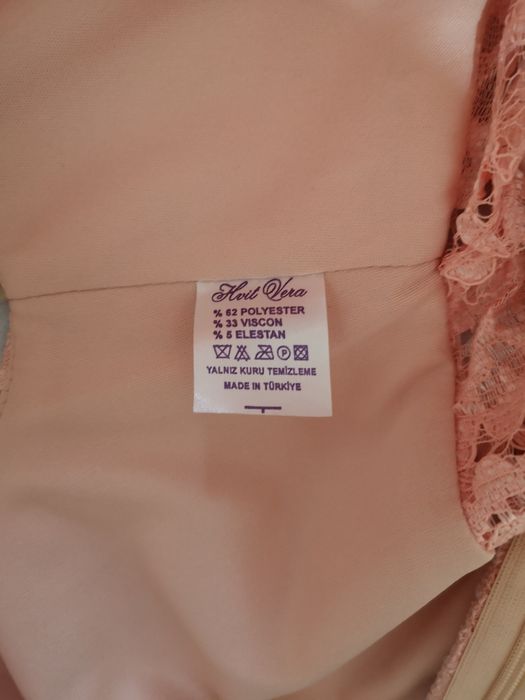 Hvil Vera
% 62 POLYESTER
% 33 VISCON
% 5 ELESTAN
P
YALNIZ KURU TEMİZLEME
MADE IN TÜRKİYE